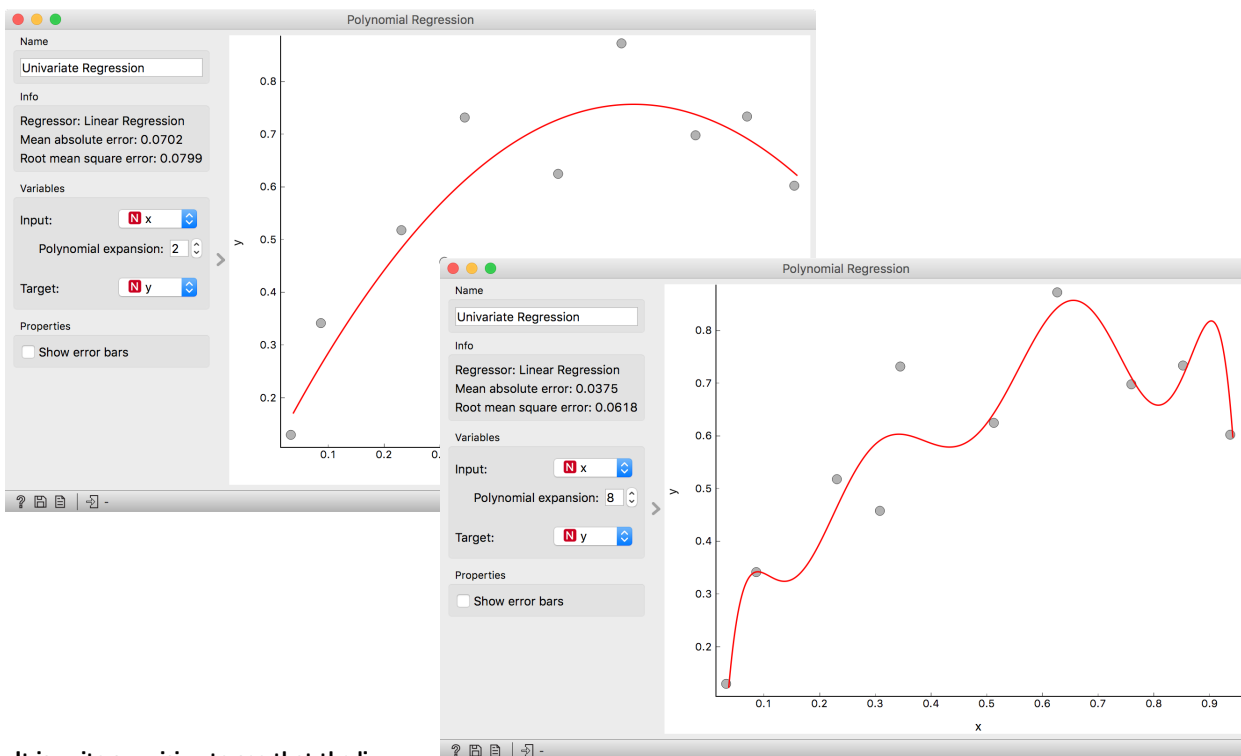 Polynomial Regression
Name
Univariate Regression
Info
Regressor: Linear Regression
Mean absolute error: 0.0702
Root mean square error: 0.0799
Variables
Input:
N x
Polynomial expansion: 2
Target:
N y
Properties
Show error bars
y
0.8
0.7
0.6
0.5
0.4
0.3
0.2
0.1
0.2
Polynomial Regression
Name
Univariate Regression
Info
Regressor: Linear Regression
Mean absolute error: 0.0375
Root mean square error: 0.0618
Variables
Input:
N x
Polynomial expansion: 8
Target:
N y
Properties
Show error bars
y
0.8
0.7
0.6
0.5
0.4
0.3
0.2
0.1 0.2 0.3 0.4 0.5 0.6 0.7 0.8 0.9
x